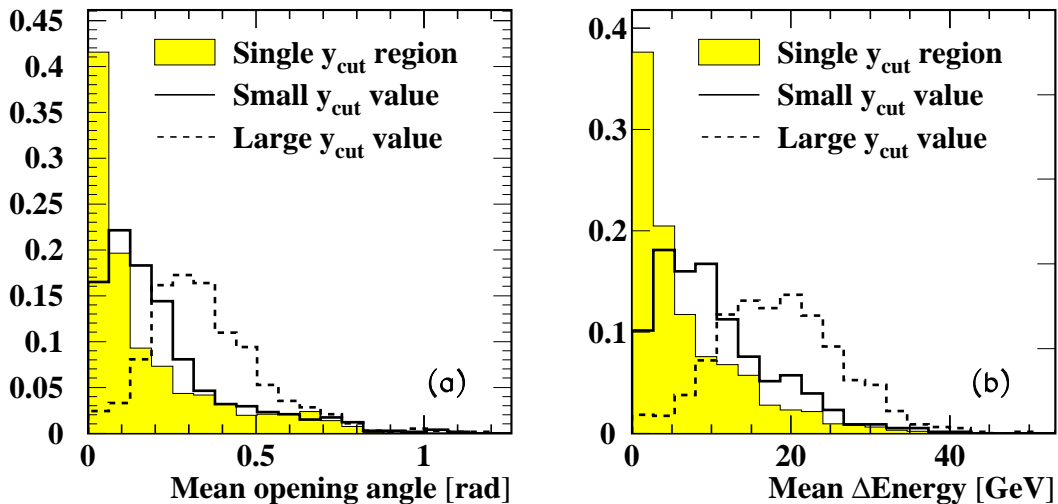 0.45
0.4
0.35
0.3
0.25
0.2
0.15
0.1
0.05
0
Single y_cut region
Small y_cut value
Large y_cut value
(a)
0 0.5 1
Mean opening angle [rad]
0.4
0.3
0.2
0.1
0
Single y_cut region
Small y_cut value
Large y_cut value
(b)
0 20 40
Mean ΔEnergy [GeV]